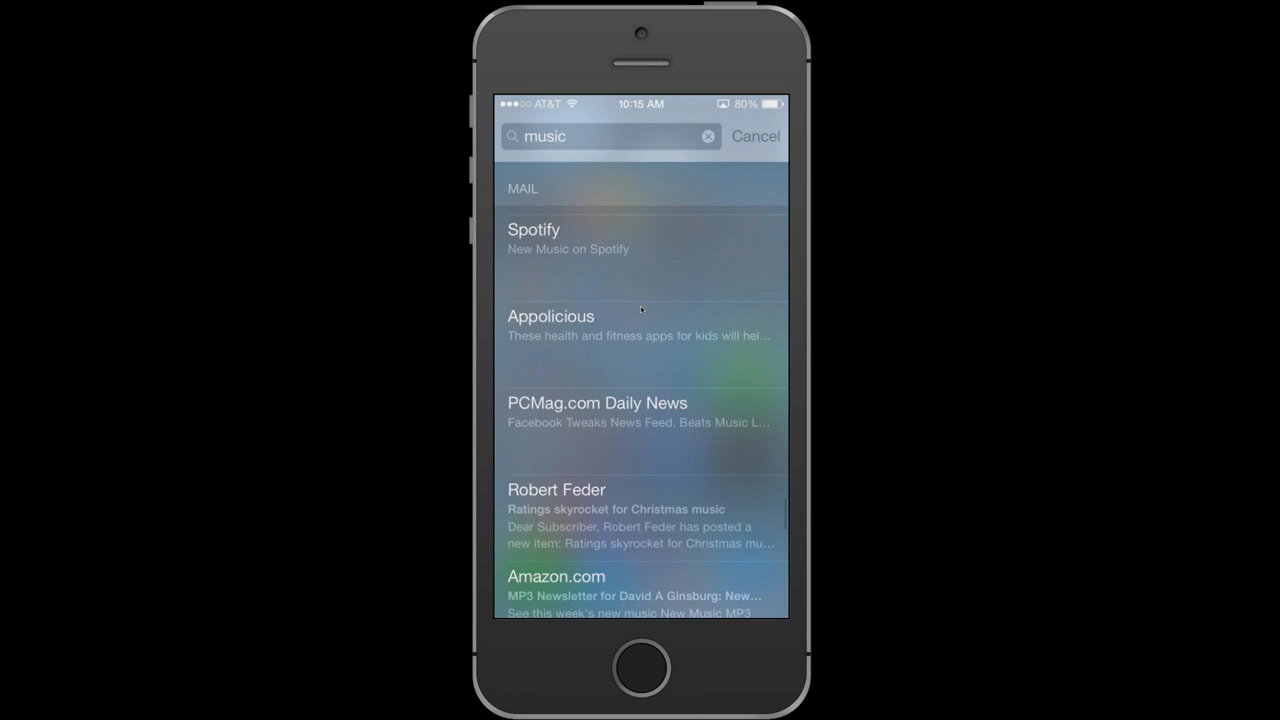 AT&T 10:15 AM 80%
music Cancel
MAIL
Spotify
New Music on Spotify
Appolicious
These health and fitness apps for kids will hel...
PCMag.com Daily News
Facebook Tweaks News Feed, Beats Music L...
Robert Feder
Ratings skyrocket for Christmas music
Dear Subscriber, Robert Feder has posted a
new item: Ratings skyrocket for Christmas mu...
Amazon.com
MP3 Newsletter for David A Ginsburg: New...
See this week's new music New Music MP3